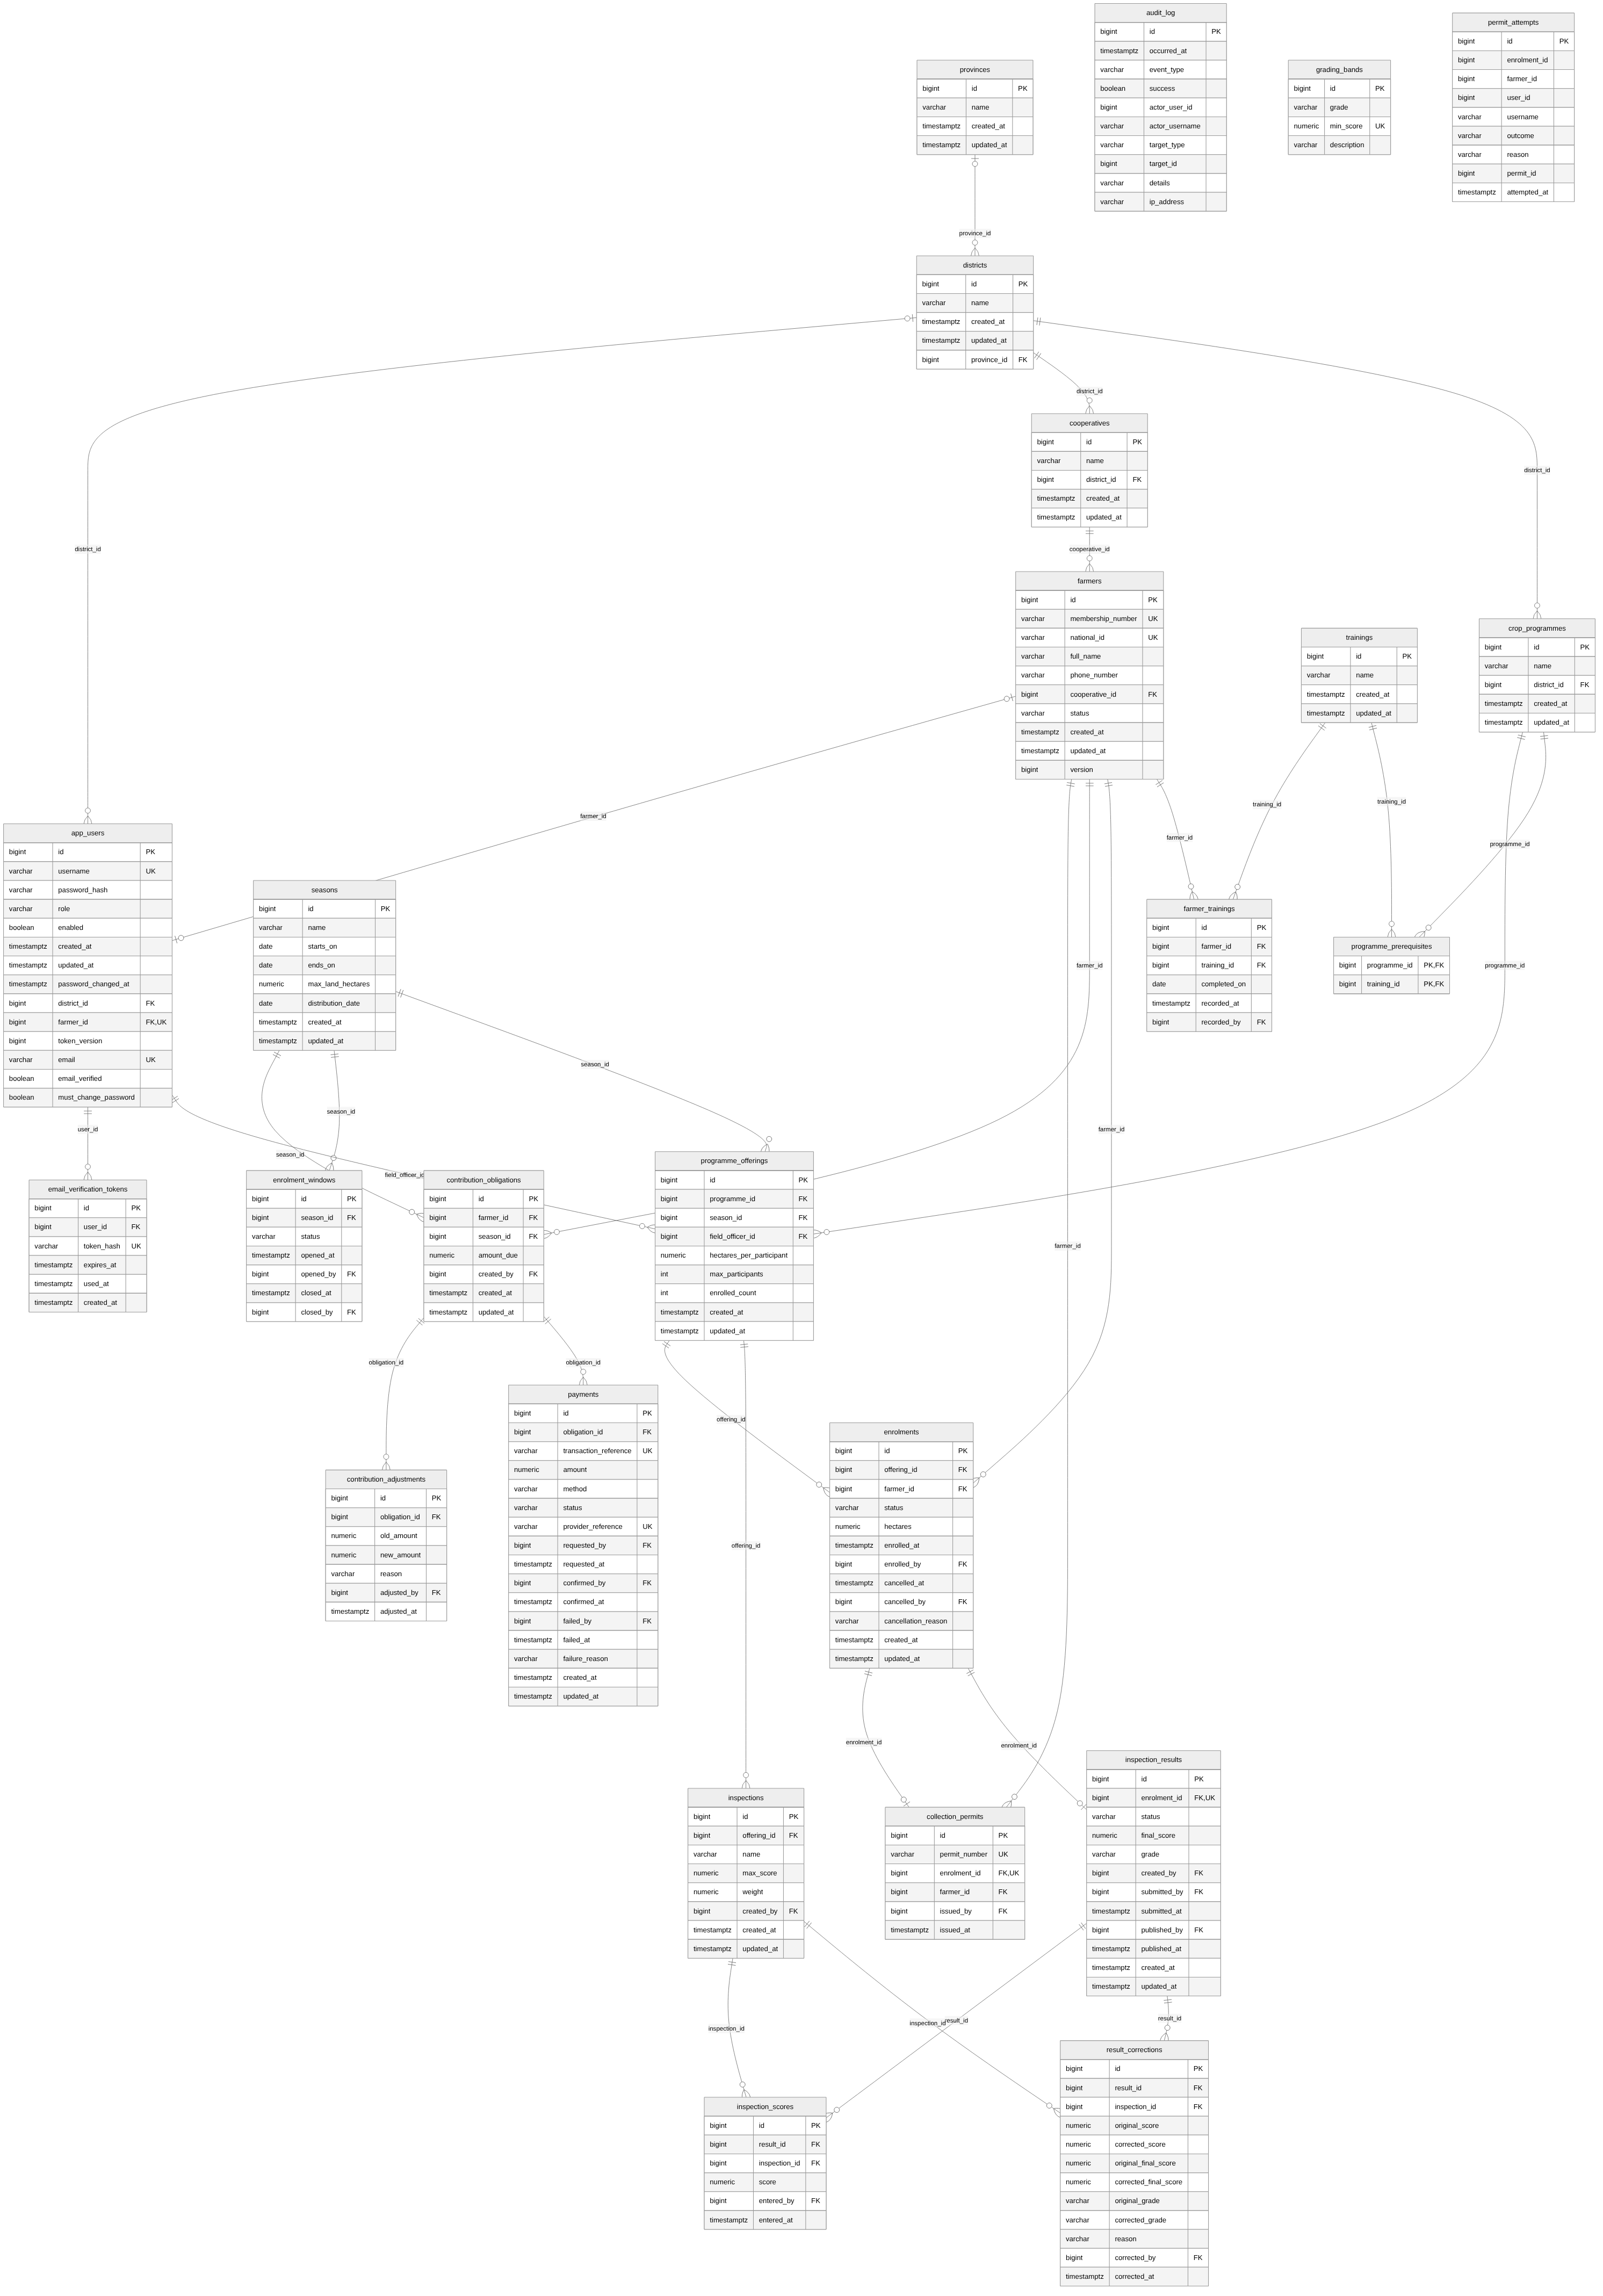 audit_log
bigint id PK
timestamptz occurred_at
varchar event_type
boolean success
bigint actor_user_id
varchar actor_username
varchar target_type
bigint target_id
varchar details
varchar ip_address
permit_attempts
bigint id PK
bigint enrolment_id
bigint farmer_id
bigint user_id
varchar username
varchar outcome
varchar reason
bigint permit_id
timestamptz attempted_at
provinces
bigint id PK
varchar name
timestamptz created_at
timestamptz updated_at
grading_bands
bigint id PK
varchar grade
numeric min_score UK
varchar description
province_id
districts
bigint id PK
varchar name
timestamptz created_at
timestamptz updated_at
bigint province_id FK
district_id
district_id
district_id
cooperatives
bigint id PK
varchar name
bigint district_id FK
timestamptz created_at
timestamptz updated_at
cooperative_id
farmers
bigint id PK
varchar membership_number UK
varchar national_id UK
varchar full_name
varchar phone_number
bigint cooperative_id FK
varchar status
timestamptz created_at
timestamptz updated_at
bigint version
trainings
bigint id PK
varchar name
timestamptz created_at
timestamptz updated_at
crop_programmes
bigint id PK
varchar name
bigint district_id FK
timestamptz created_at
timestamptz updated_at
farmer_id
farmer_id
training_id
training_id
programme_id
app_users
bigint id PK
varchar username UK
varchar password_hash
varchar role
boolean enabled
timestamptz created_at
timestamptz updated_at
timestamptz password_changed_at
bigint district_id FK
bigint farmer_id FK,UK
bigint token_version
varchar email UK
boolean email_verified
boolean must_change_password
seasons
bigint id PK
varchar name
date starts_on
date ends_on
numeric max_land_hectares
date distribution_date
timestamptz created_at
timestamptz updated_at
farmer_trainings
bigint id PK
bigint farmer_id FK
bigint training_id FK
date completed_on
timestamptz recorded_at
bigint recorded_by FK
programme_prerequisites
bigint programme_id PK,FK
bigint training_id PK,FK
farmer_id
programme_id
season_id
season_id
user_id
farmer_id
season_id
field_officer_id
email_verification_tokens
bigint id PK
bigint user_id FK
varchar token_hash UK
timestamptz expires_at
timestamptz used_at
timestamptz created_at
enrolment_windows
bigint id PK
bigint season_id FK
varchar status
timestamptz opened_at
bigint opened_by FK
timestamptz closed_at
bigint closed_by FK
contribution_obligations
bigint id PK
bigint farmer_id FK
bigint season_id FK
numeric amount_due
bigint created_by FK
timestamptz created_at
timestamptz updated_at
programme_offerings
bigint id PK
bigint programme_id FK
bigint season_id FK
bigint field_officer_id FK
numeric hectares_per_participant
int max_participants
int enrolled_count
timestamptz created_at
timestamptz updated_at
farmer_id
obligation_id
obligation_id
offering_id
offering_id
payments
bigint id PK
bigint obligation_id FK
varchar transaction_reference UK
numeric amount
varchar method
varchar status
varchar provider_reference UK
bigint requested_by FK
timestamptz requested_at
bigint confirmed_by FK
timestamptz confirmed_at
bigint failed_by FK
timestamptz failed_at
varchar failure_reason
timestamptz created_at
timestamptz updated_at
contribution_adjustments
bigint id PK
bigint obligation_id FK
numeric old_amount
numeric new_amount
varchar reason
bigint adjusted_by FK
timestamptz adjusted_at
enrolments
bigint id PK
bigint offering_id FK
bigint farmer_id FK
varchar status
numeric hectares
timestamptz enrolled_at
bigint enrolled_by FK
timestamptz cancelled_at
bigint cancelled_by FK
varchar cancellation_reason
timestamptz created_at
timestamptz updated_at
enrolment_id
enrolment_id
inspections
bigint id PK
bigint offering_id FK
varchar name
numeric max_score
numeric weight
bigint created_by FK
timestamptz created_at
timestamptz updated_at
collection_permits
bigint id PK
varchar permit_number UK
bigint enrolment_id FK,UK
bigint farmer_id FK
bigint issued_by FK
timestamptz issued_at
inspection_results
bigint id PK
bigint enrolment_id FK,UK
varchar status
numeric final_score
varchar grade
bigint created_by FK
bigint submitted_by FK
timestamptz submitted_at
bigint published_by FK
timestamptz published_at
timestamptz created_at
timestamptz updated_at
inspection_id
inspection_id
result_id
result_id
inspection_scores
bigint id PK
bigint result_id FK
bigint inspection_id FK
numeric score
bigint entered_by FK
timestamptz entered_at
result_corrections
bigint id PK
bigint result_id FK
bigint inspection_id FK
numeric original_score
numeric corrected_score
numeric original_final_score
numeric corrected_final_score
varchar original_grade
varchar corrected_grade
varchar reason
bigint corrected_by FK
timestamptz corrected_at